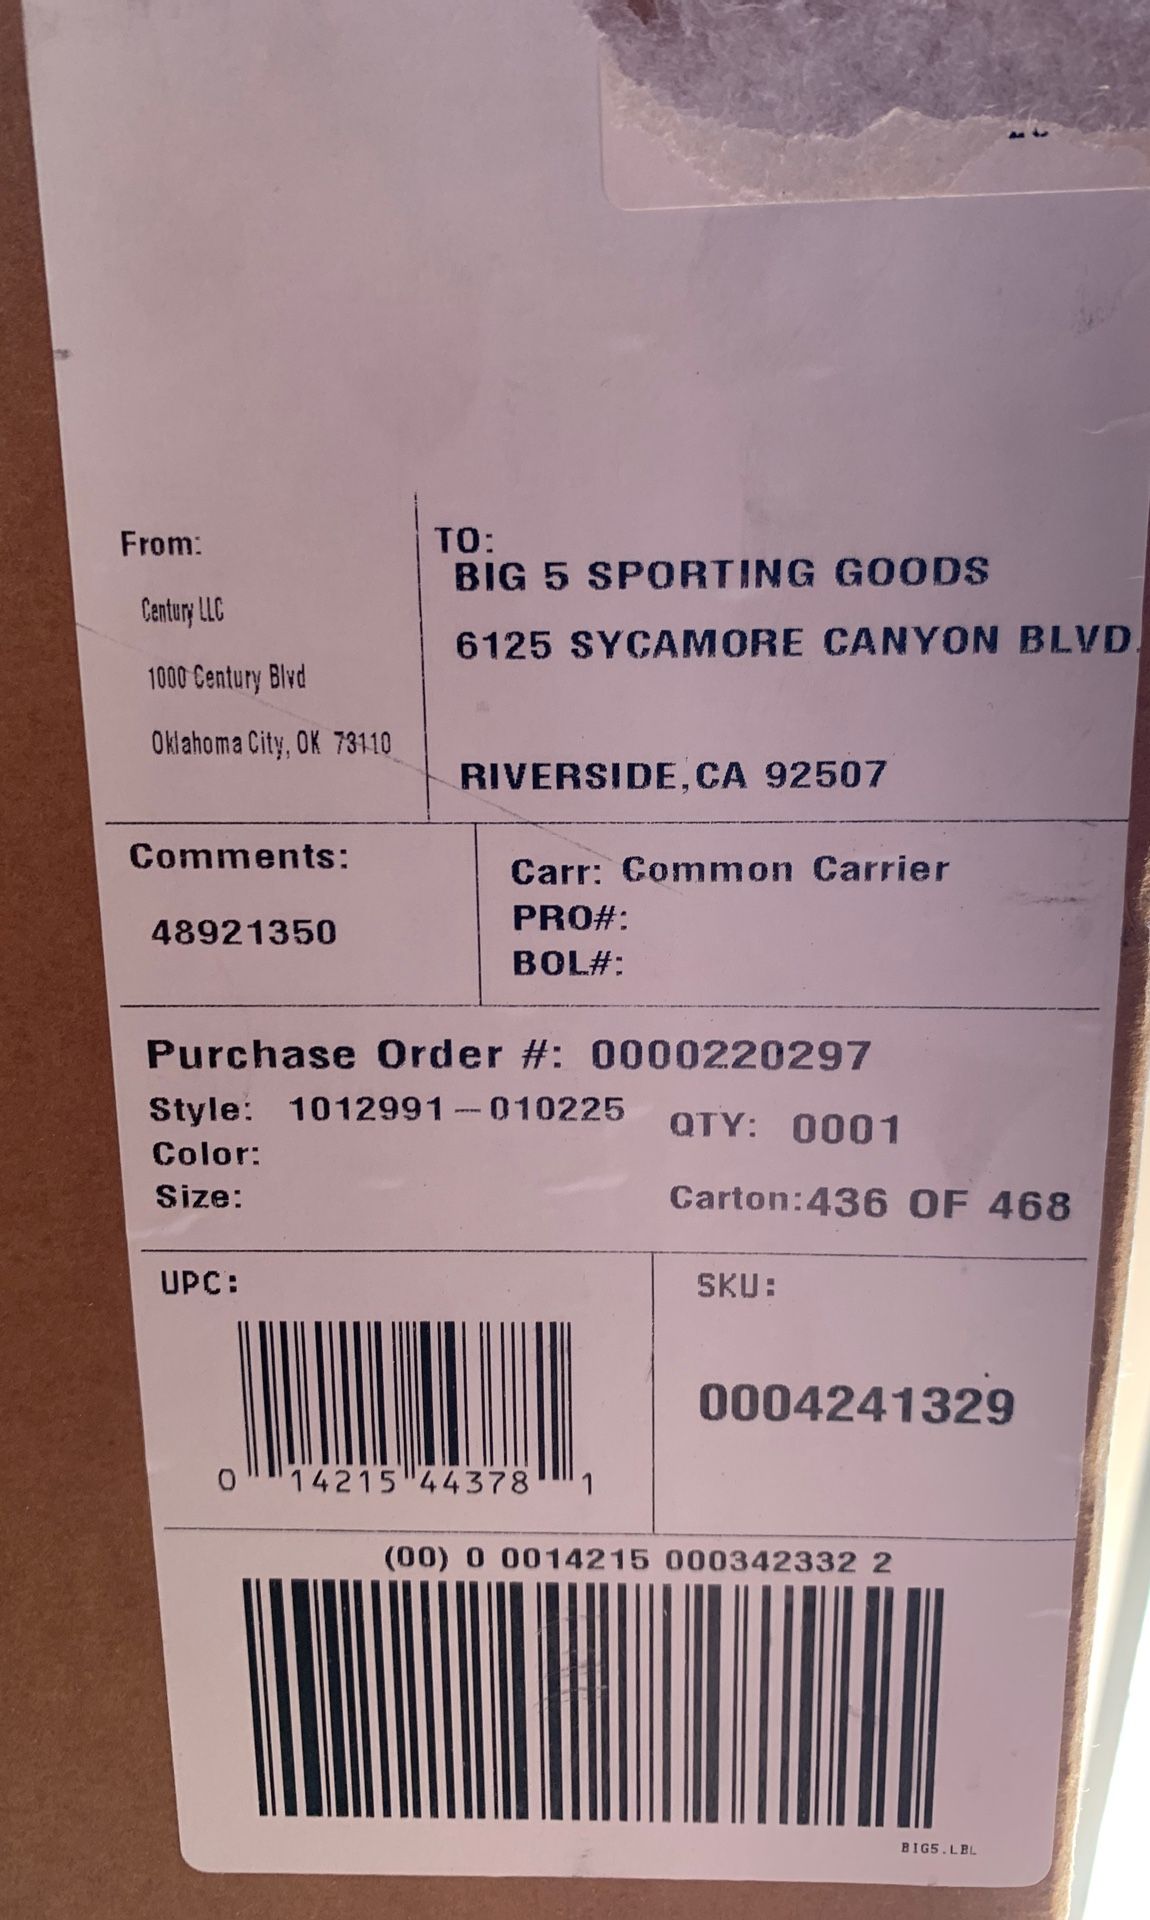 From:
Century LLC
1000 Century Blvd
Oklahoma City, OK 73110
TO:
BIG 5 SPORTING GOODS
6125 SYCAMORE CANYON BLVD.
RIVERSIDE,CA 92507
Comments:
48921350
Carr: Common Carrier
PRO#:
BOL#:
Purchase Order #: 0000220297
Style: 1012991-010225
QTY: 0001
Color:
Size:
Carton:436 OF 468
UPC:
0 14215 44378 1
SKU:
0004241329
(00) 0 0014215 000342332 2
BIG5.LBL